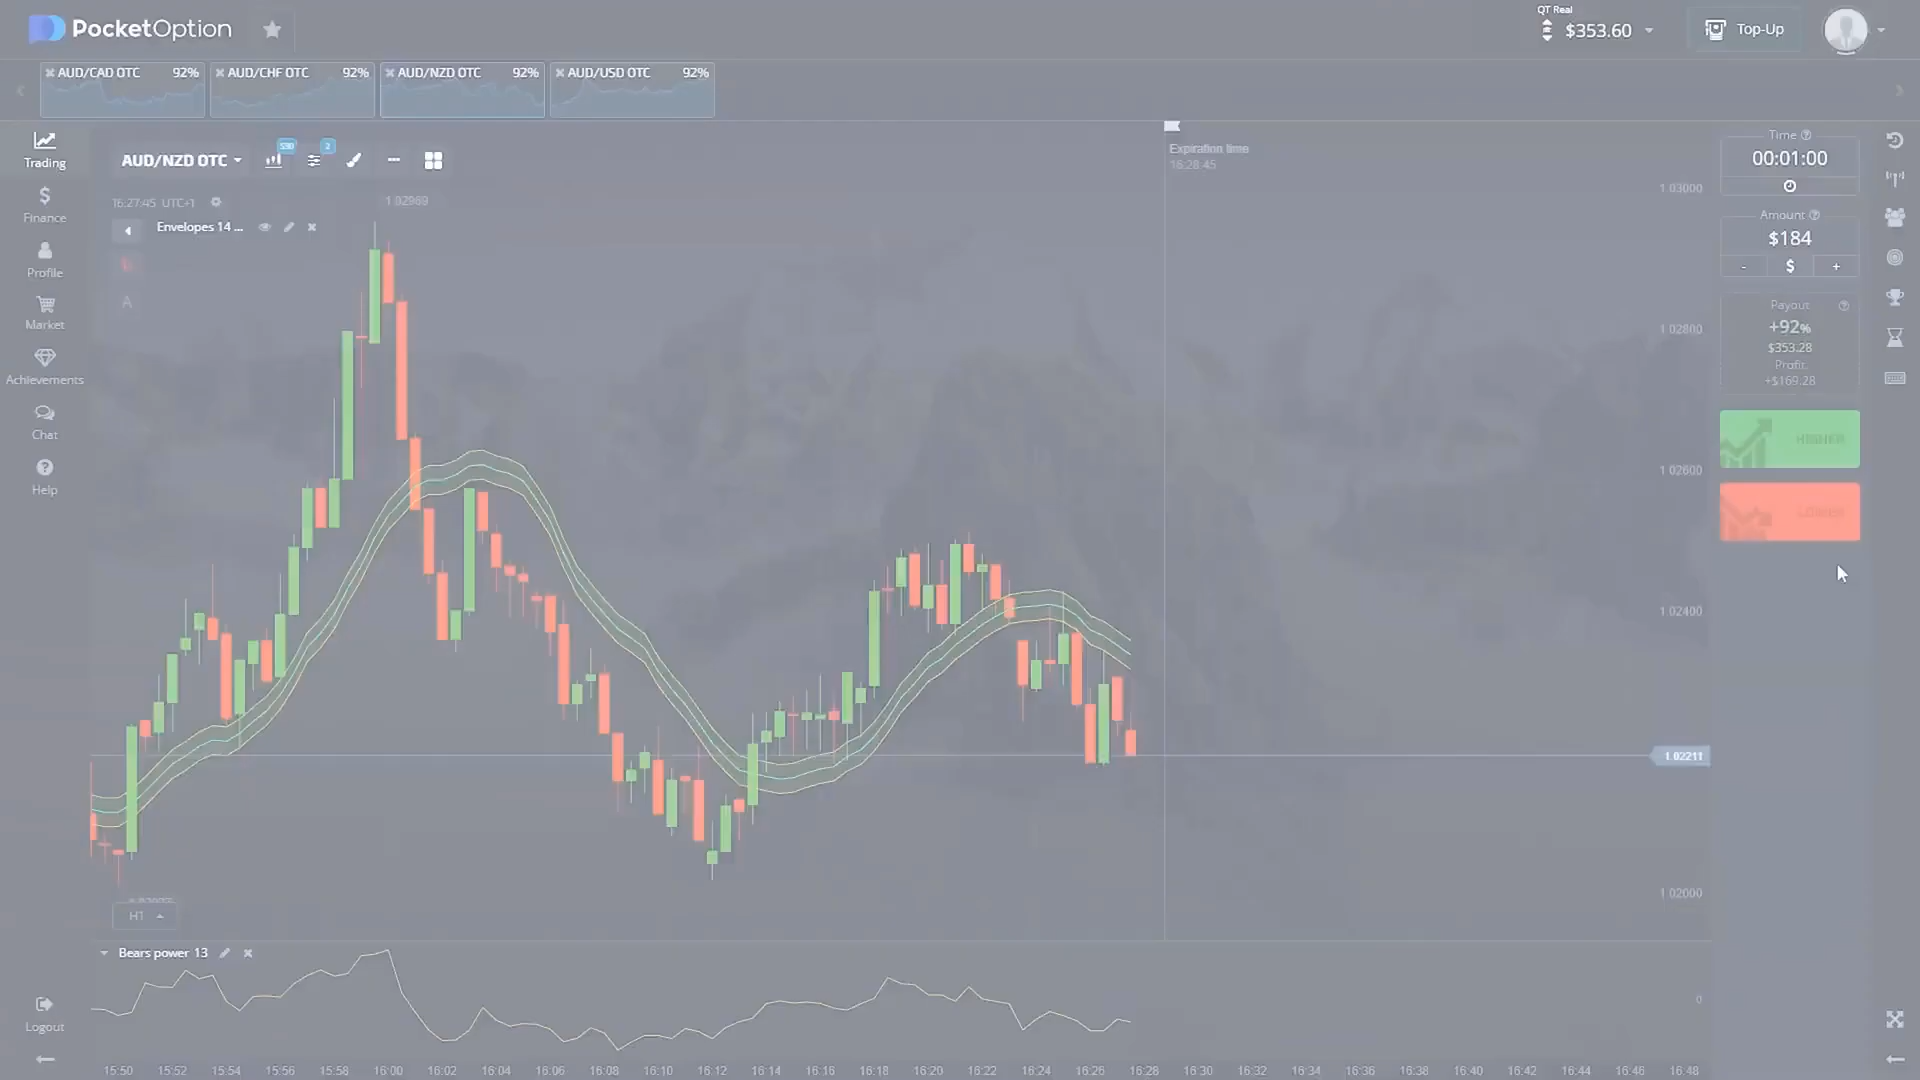 PocketOption
QT Real
$353.60
Top-Up
AUD/CAD OTC 92%
AUD/CHF OTC 92%
AUD/NZD OTC 92%
AUD/USD OTC 92%
Trading
Finance
Profile
Market
Achievements
Chat
Help
Logout
AUD/NZD OTC
530
2
16:27:45 UTC+1
1.02989
Envelopes 14 ...
A
Expiration time
16:28:45
1.03000
1.02800
1.02600
1.02400
1.02211
1.02000
H1
Bears power 13
0
15:50 15:52 15:54 15:56 15:58 16:00 16:02 16:04 16:06 16:08 16:10 16:12 16:14 16:16 16:18 16:20 16:22 16:24 16:26 16:28 16:30 16:32 16:34 16:36 16:38 16:40 16:42 16:44 16:46 16:48
Time
00:01:00
Amount
$184
- $ +
Payout
+92%
$353.28
Profit
+$169.28
HIGHER
LOWER